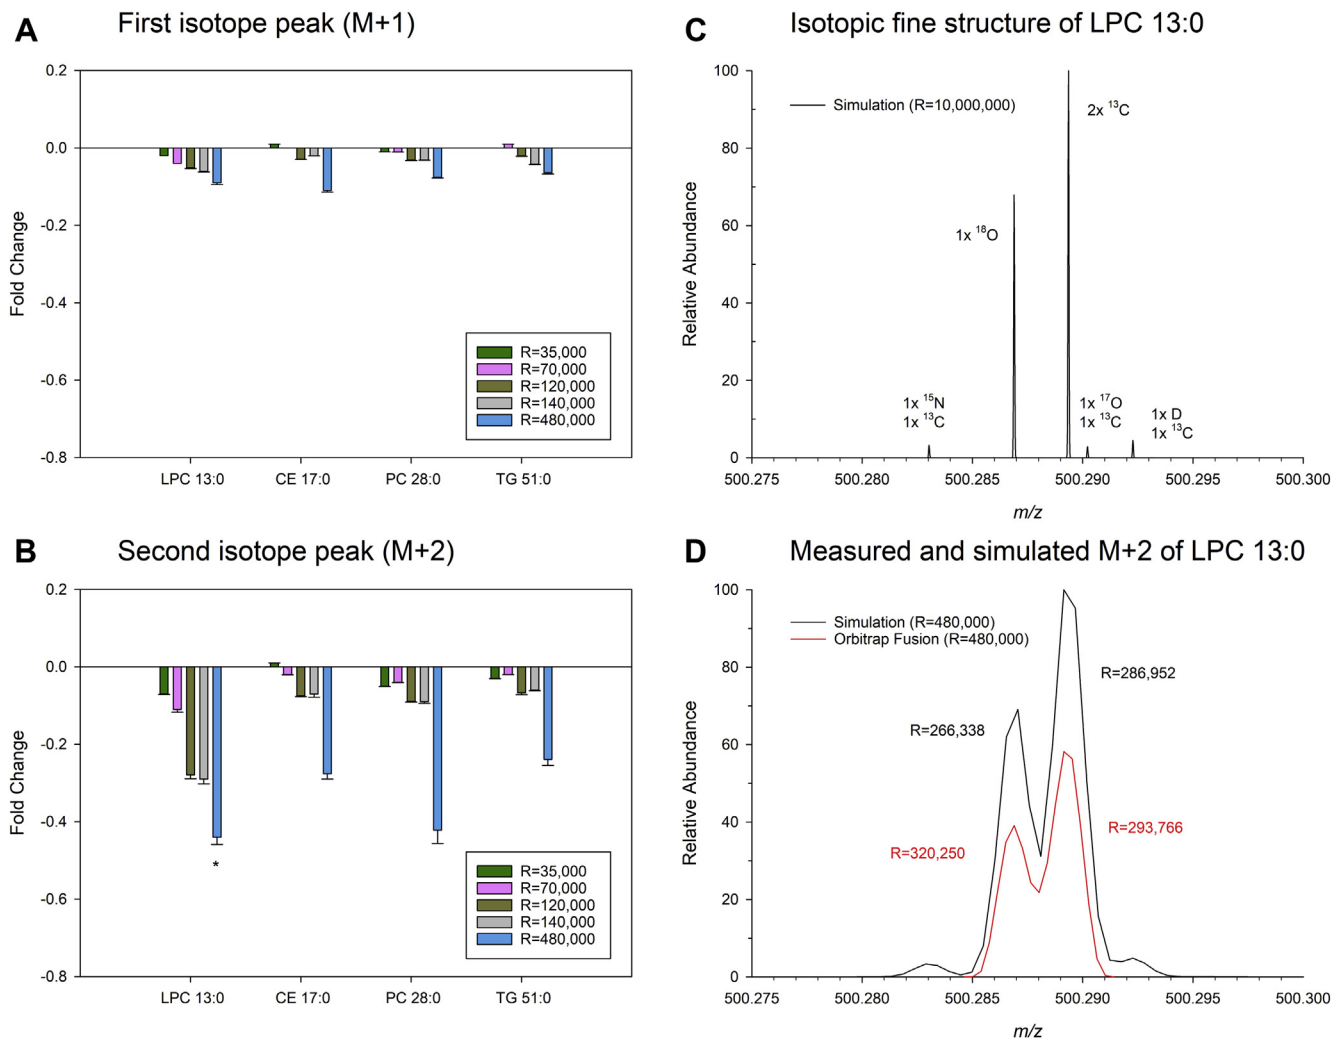 A
First isotope peak (M+1)
0.2
0.0
-0.2
-0.4
-0.6
-0.8
Fold Change
R=35,000
R=70,000
R=120,000
R=140,000
R=480,000
LPC 13:0
CE 17:0
PC 28:0
TG 51:0
B
Second isotope peak (M+2)
0.2
0.0
-0.2
-0.4
-0.6
-0.8
Fold Change
*
R=35,000
R=70,000
R=120,000
R=140,000
R=480,000
LPC 13:0
CE 17:0
PC 28:0
TG 51:0
C
Isotopic fine structure of LPC 13:0
100
80
60
40
20
0
Relative Abundance
Simulation (R=10,000,000)
2x ¹³C
1x ¹⁸O
1x ¹⁵N
1x ¹³C
1x ¹⁷O
1x ¹³C
1x D
1x ¹³C
500.275
500.280
500.285
500.290
500.295
500.300
m/z
D
Measured and simulated M+2 of LPC 13:0
100
80
60
40
20
0
Relative Abundance
Simulation (R=480,000)
Orbitrap Fusion (R=480,000)
R=286,952
R=266,338
R=293,766
R=320,250
500.275
500.280
500.285
500.290
500.295
500.300
m/z